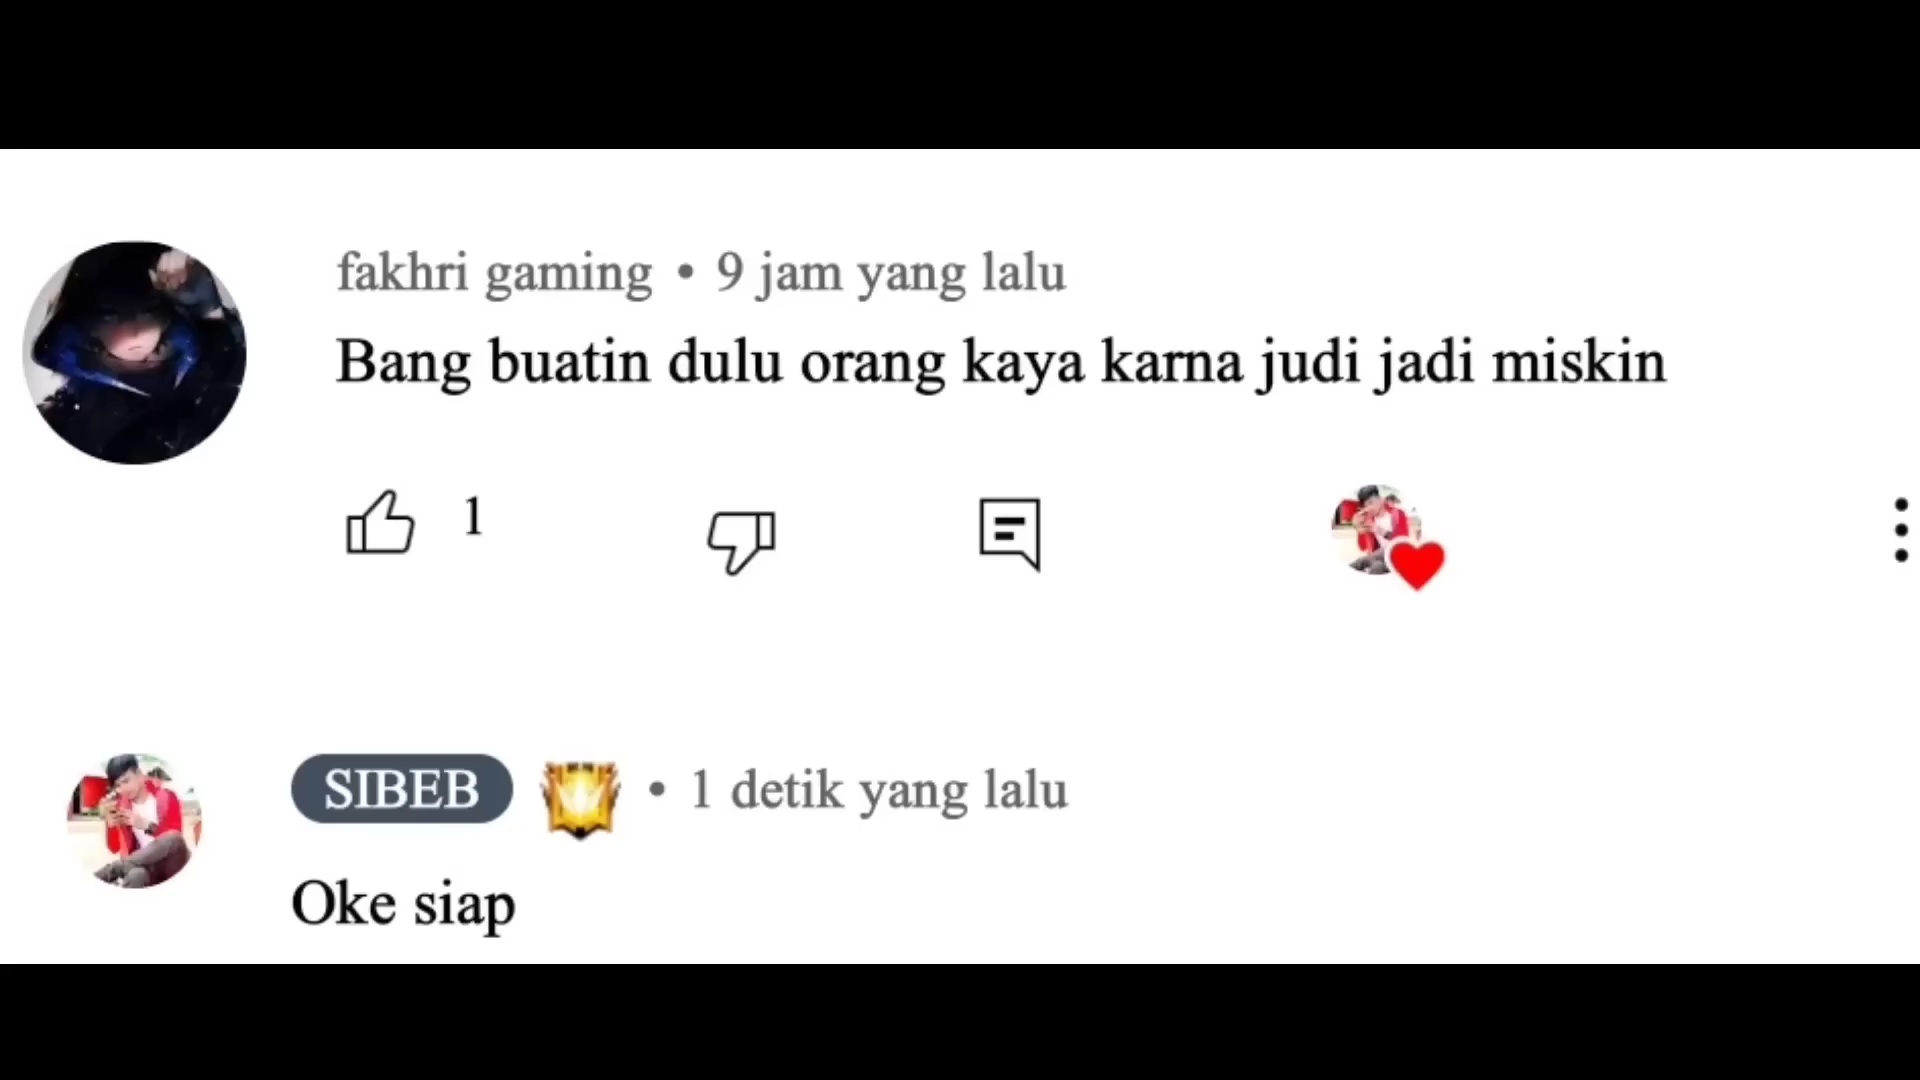 fakhri gaming • 9 jam yang lalu
Bang buatin dulu orang kaya karna judi jadi miskin
1
SIBEB • 1 detik yang lalu
Oke siap